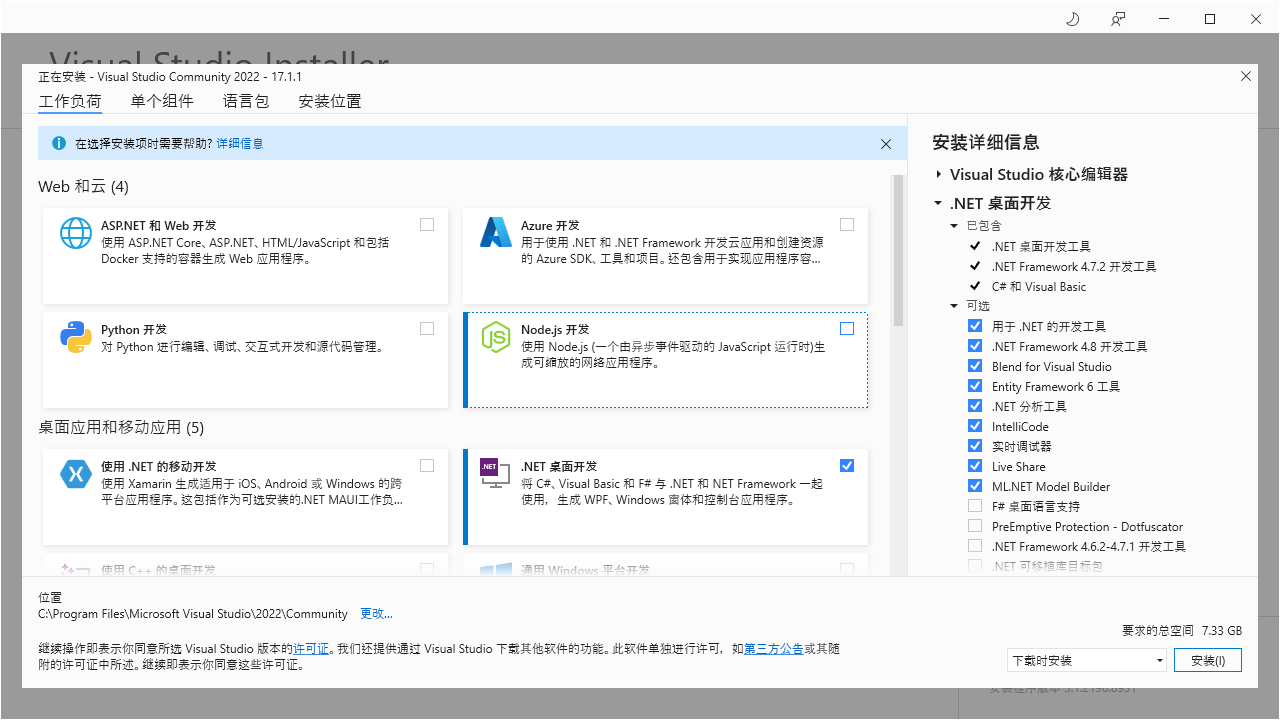 Visual Studio Installer
正在安装 - Visual Studio Community 2022 - 17.1.1
工作负荷 单个组件 语言包 安装位置
在选择安装项时需要帮助? 详细信息
Web 和云 (4)
ASP.NET 和 Web 开发
使用 ASP.NET Core、ASP.NET、HTML/JavaScript 和包括
Docker 支持的容器生成 Web 应用程序。
Azure 开发
用于使用 .NET 和 .NET Framework 开发云应用和创建资源
的 Azure SDK、工具和项目。还包含用于实现应用程序容...
Python 开发
对 Python 进行编辑、调试、交互式开发和源代码管理。
Node.js 开发
使用 Node.js (一个由异步事件驱动的 JavaScript 运行时)生
成可缩放的网络应用程序。
桌面应用和移动应用 (5)
使用 .NET 的移动开发
使用 Xamarin 生成适用于 iOS、Android 或 Windows 的跨
平台应用程序。这包括作为可选安装的.NET MAUI工作负...
.NET
.NET 桌面开发
将 C#、Visual Basic 和 F# 与 .NET 和 NET Framework 一起
使用，生成 WPF、Windows 窗体和控制台应用程序。
使用 C++ 的桌面开发
通用 Windows 平台开发
安装详细信息
Visual Studio 核心编辑器
.NET 桌面开发
已包含
.NET 桌面开发工具
.NET Framework 4.7.2 开发工具
C# 和 Visual Basic
可选
用于 .NET 的开发工具
.NET Framework 4.8 开发工具
Blend for Visual Studio
Entity Framework 6 工具
.NET 分析工具
IntelliCode
实时调试器
Live Share
ML.NET Model Builder
F# 桌面语言支持
PreEmptive Protection - Dotfuscator
.NET Framework 4.6.2-4.7.1 开发工具
.NET 可移植库目标包
位置
C:\Program Files\Microsoft Visual Studio\2022\Community 更改...
继续操作即表示你同意所选 Visual Studio 版本的许可证。我们还提供通过 Visual Studio 下载其他软件的功能。此软件单独进行许可，如第三方公告或其随
附的许可证中所述。继续即表示你同意这些许可证。
要求的总空间 7.33 GB
下载时安装 安装(I)
安装程序版本 3.1.2196.8931